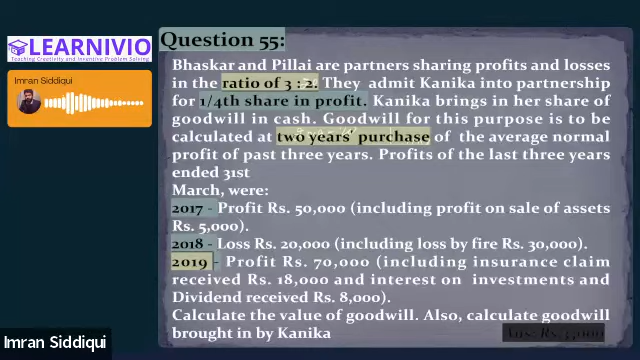 LEARNIVIO
Teaching Creativity and Inventive Problem Solving
Imran Siddiqui
Question 55:
Bhaskar and Pillai are partners sharing profits and losses
in the ratio of 3 : 2. They admit Kanika into partnership
for 1/4th share in profit. Kanika brings in her share of
goodwill in cash. Goodwill for this purpose is to be
calculated at two years' purchase of the average normal
profit of past three years. Profits of the last three years
ended 31st
March, were:
2017 - Profit Rs. 50,000 (including profit on sale of assets
Rs. 5,000).
2018 - Loss Rs. 20,000 (including loss by fire Rs. 30,000).
2019 - Profit Rs. 70,000 (including insurance claim
received Rs. 18,000 and interest on investments and
Dividend received Rs. 8,000).
Calculate the value of goodwill. Also, calculate goodwill
brought in by Kanika
Imran Siddiqui